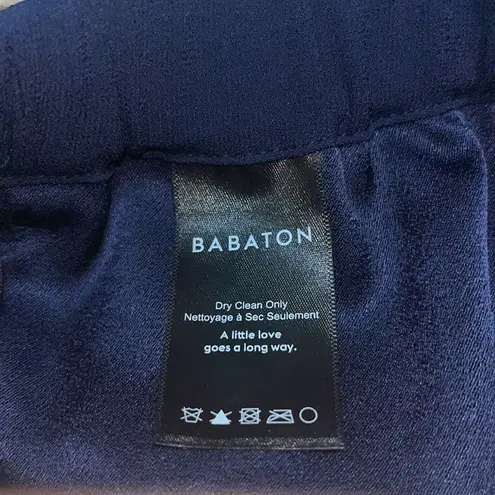 BABATON
Dry Clean Only
Nettoyage à Sec Seulement
A little love
goes a long way.